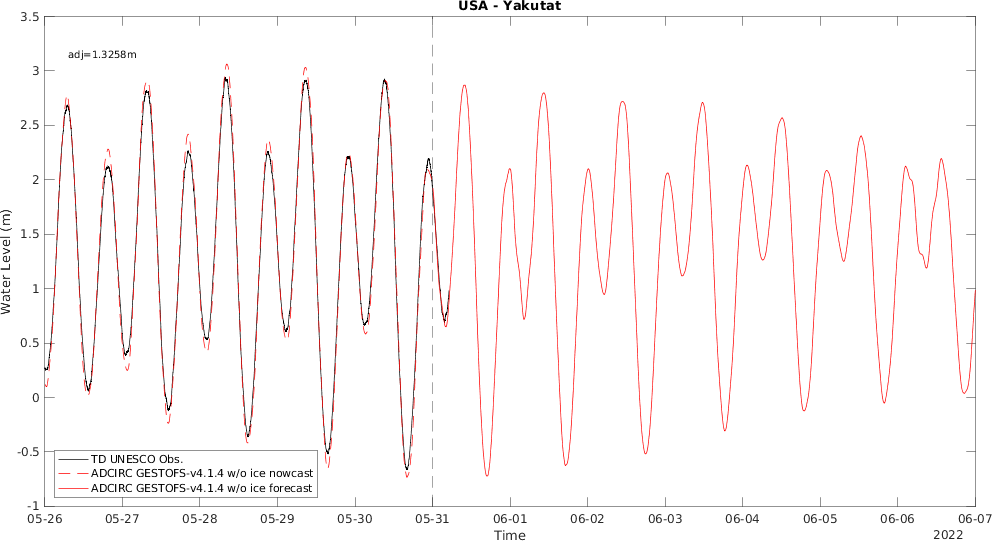 USA - Yakutat
adj=1.3258m
Water Level (m)
3.5
3
2.5
2
1.5
1
0.5
0
-0.5
-1
TD UNESCO Obs.
ADCIRC GESTOFS-v4.1.4 w/o ice nowcast
ADCIRC GESTOFS-v4.1.4 w/o ice forecast
05-26 05-27 05-28 05-29 05-30 05-31 06-01 06-02 06-03 06-04 06-05 06-06 06-07
Time
2022